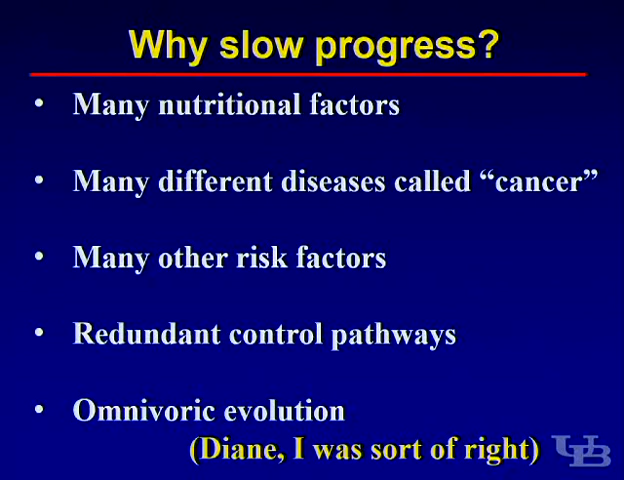 Why slow progress?
• Many nutritional factors
• Many different diseases called “cancer”
• Many other risk factors
• Redundant control pathways
• Omnivoric evolution
(Diane, I was sort of right)
UB